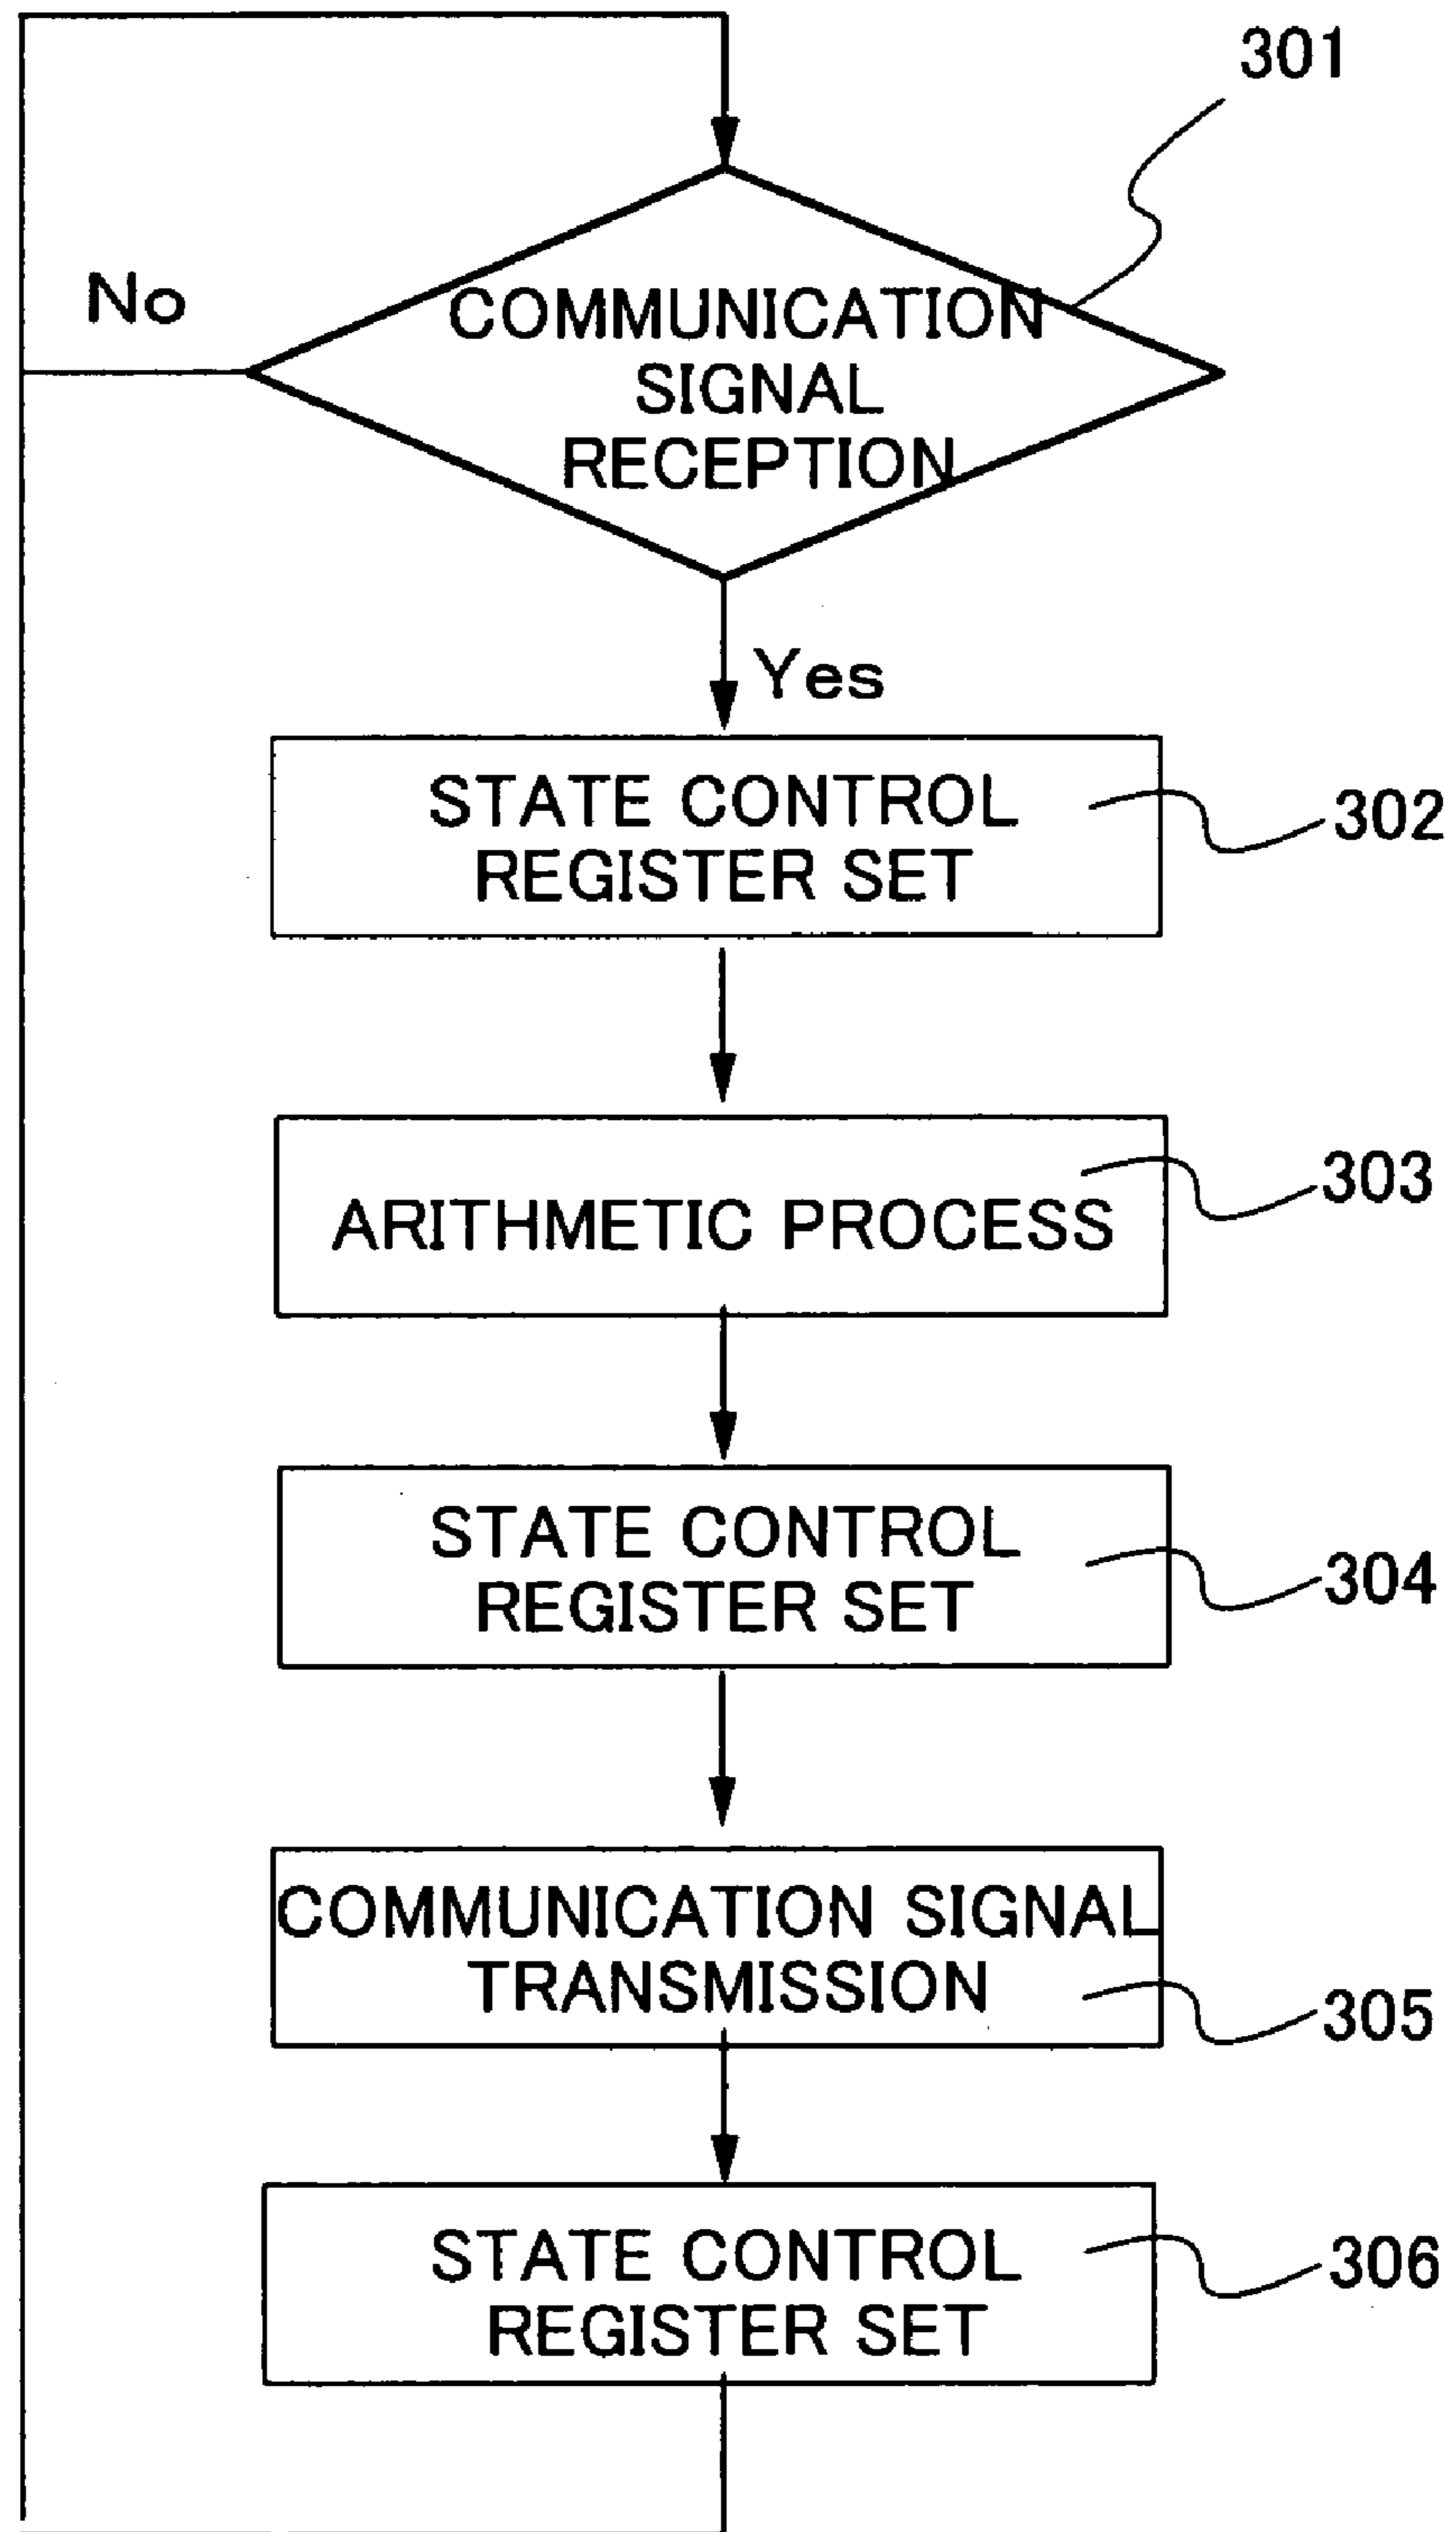 301
No
COMMUNICATION
SIGNAL
RECEPTION
Yes
STATE CONTROL
REGISTER SET
302
ARITHMETIC PROCESS
303
STATE CONTROL
REGISTER SET
304
COMMUNICATION SIGNAL
TRANSMISSION
305
STATE CONTROL
REGISTER SET
306